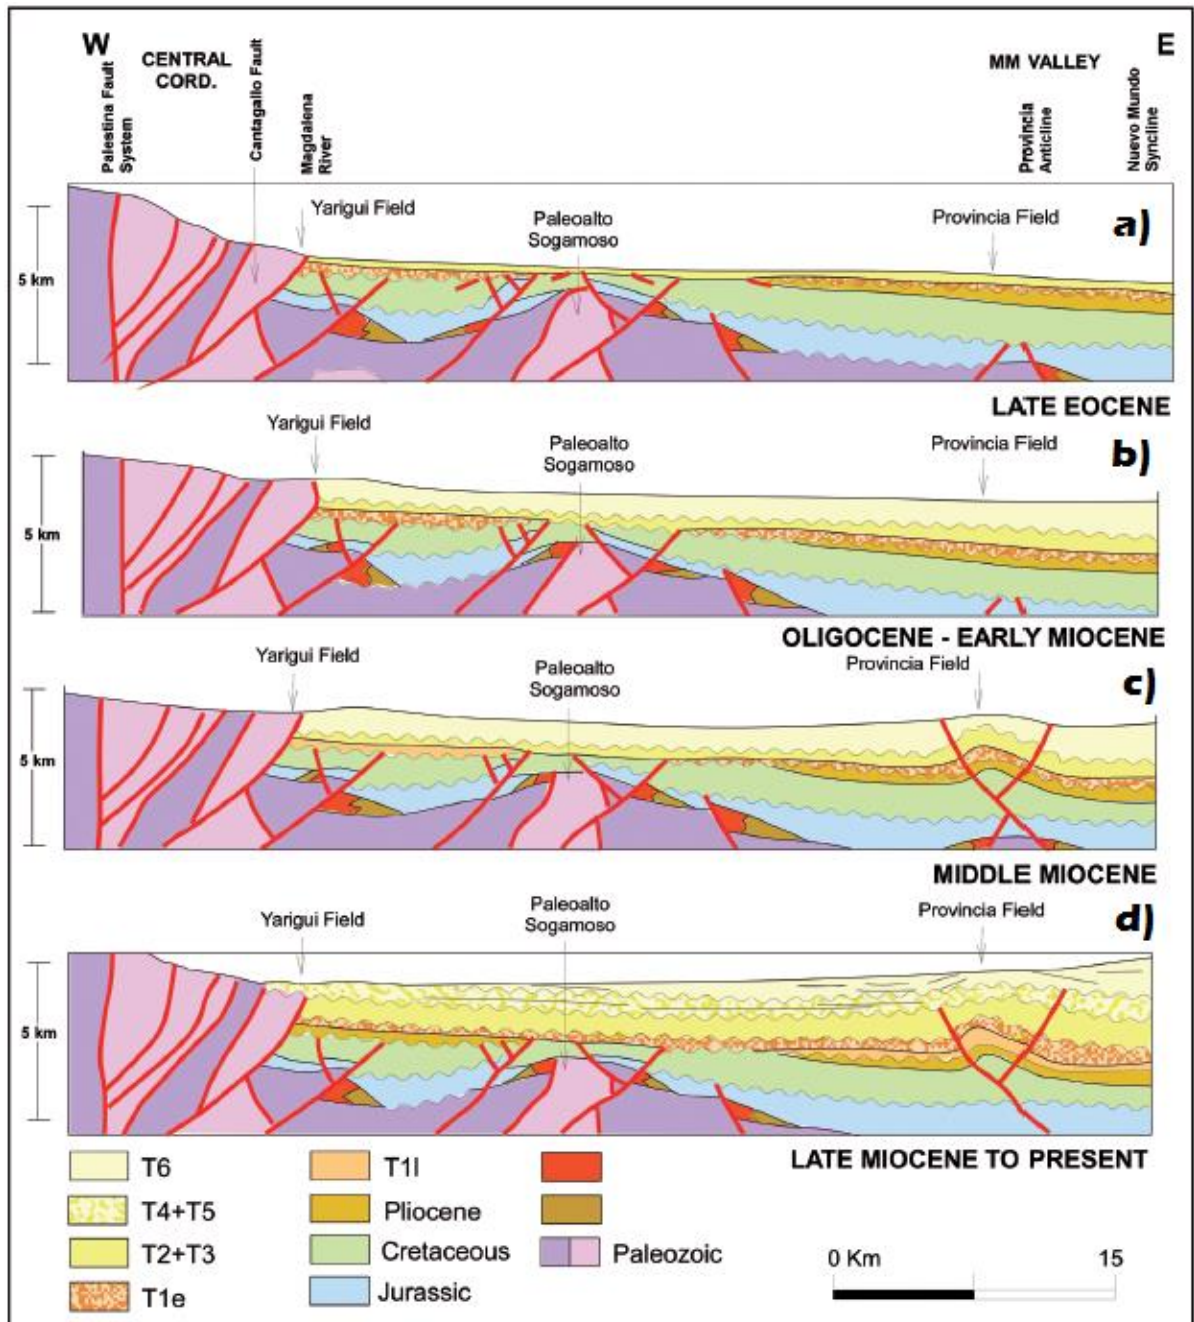 W
E
CENTRAL
CORD.
MM VALLEY
Palestina Fault
System
Cantagallo Fault
Magdalena
River
Provincia
Anticline
Nuevo Mundo
Syncline
Yarigui Field
Paleoalto
Sogamoso
Provincia Field
a)
5 km
LATE EOCENE
Yarigui Field
Paleoalto
Sogamoso
Provincia Field
b)
5 km
OLIGOCENE - EARLY MIOCENE
Yarigui Field
Paleoalto
Sogamoso
Provincia Field
c)
5 km
MIDDLE MIOCENE
Yarigui Field
Paleoalto
Sogamoso
Provincia Field
d)
5 km
LATE MIOCENE TO PRESENT
T6
T4+T5
T2+T3
T1e
T1l
Pliocene
Cretaceous
Jurassic
Paleozoic
0 Km 15